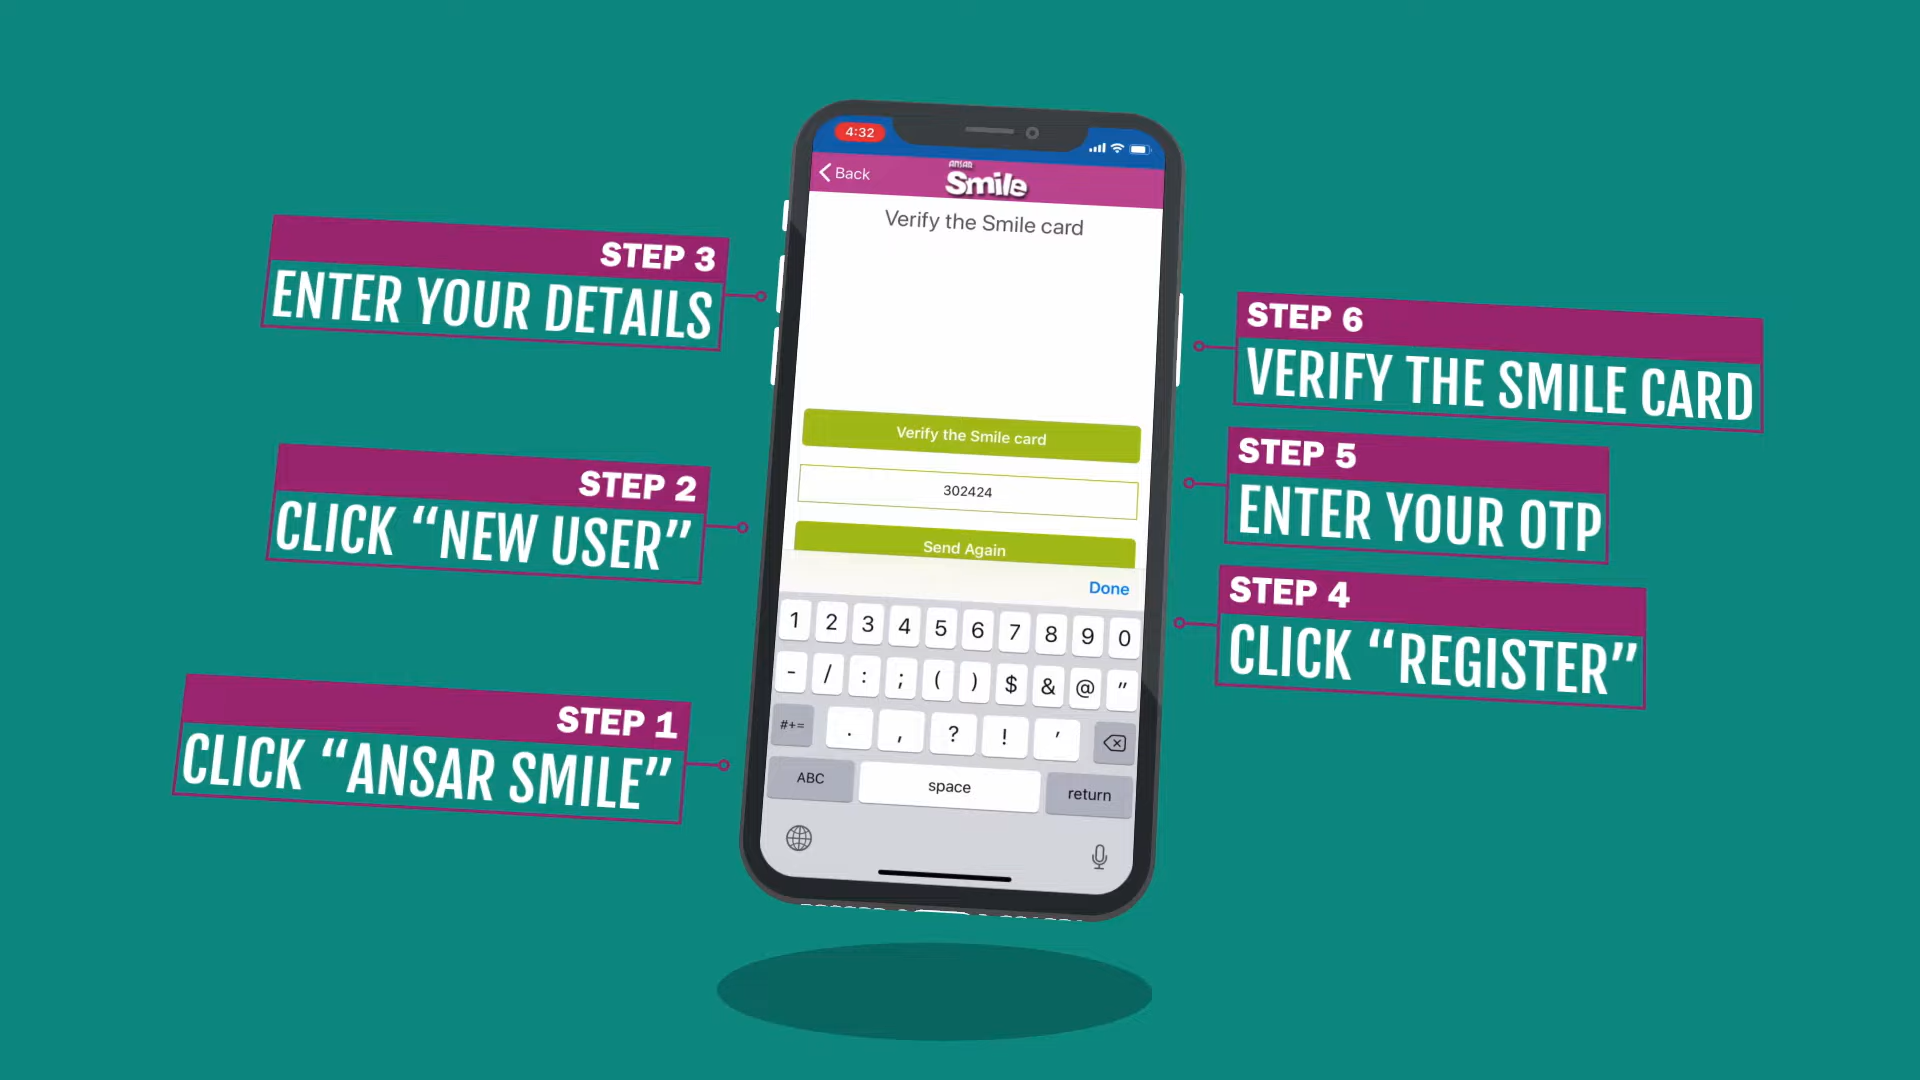 STEP 3
ENTER YOUR DETAILS
STEP 2
CLICK “NEW USER”
STEP 1
CLICK “ANSAR SMILE”
4:32
Back
ANSAR
Smile
Verify the Smile card
Verify the Smile card
302424
Send Again
Done
1 2 3 4 5 6 7 8 9 0
- / : ; ( ) $ & @ "
#+= . , ? ! '
ABC space return
STEP 6
VERIFY THE SMILE CARD
STEP 5
ENTER YOUR OTP
STEP 4
CLICK “REGISTER”